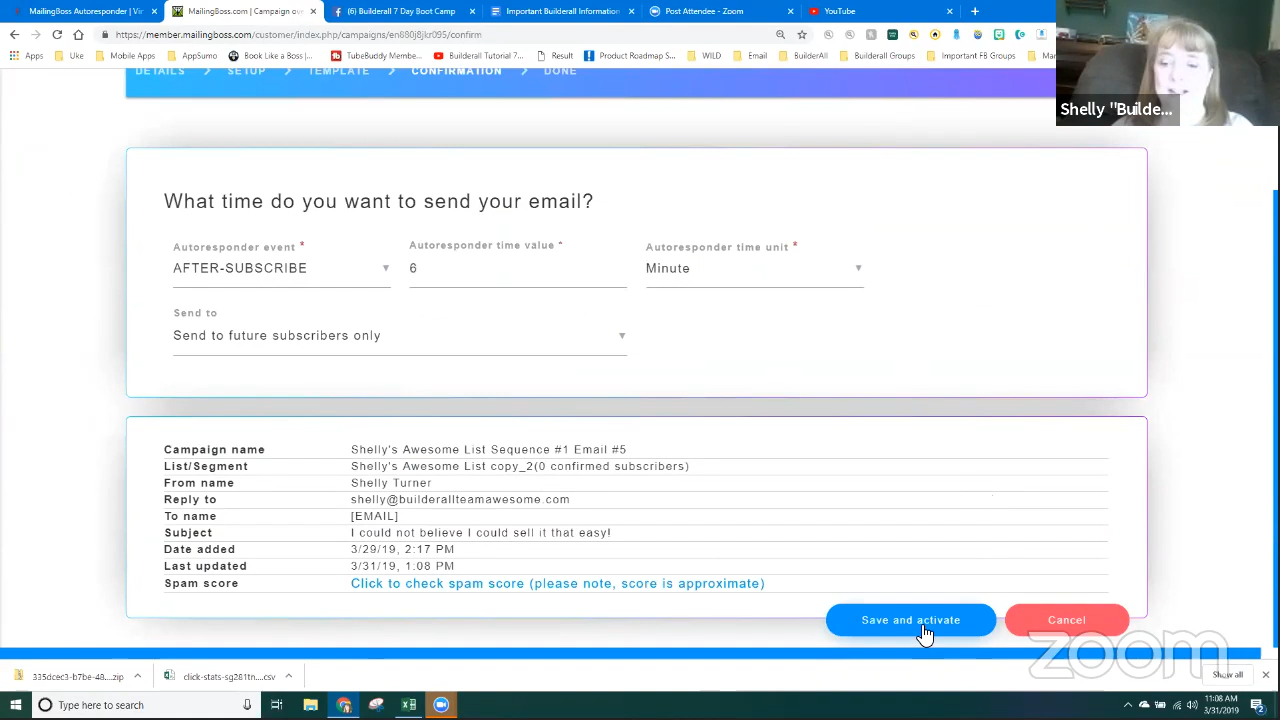 MailingBoss Autoresponder | Vir
MailingBoss.com | Campaign ov
(6) Builderall 7 Day Boot Camp
Important Builderall Information
Post Attendee - Zoom
YouTube
https://member.mailingboss.com/customer/index.php/campaigns/en880j8jkr095/confirm
Apps
Uke
Mobile Apps
AppSumo
Book Like a Boss |...
TubeBuddy Member...
Builderall Tutorial 7...
Result
Product Roadmap S...
WILD
Email
BuilderAll
Builderall Groups
Important FB Groups
Mar
Shelly "Builde...
DETAILS > SETUP > TEMPLATE > CONFIRMATION > DONE
What time do you want to send your email?
Autoresponder event * Autoresponder time value * Autoresponder time unit *
AFTER-SUBSCRIBE 6 Minute
Send to
Send to future subscribers only
Campaign name Shelly's Awesome List Sequence #1 Email #5
List/Segment Shelly's Awesome List copy_2(0 confirmed subscribers)
From name Shelly Turner
Reply to shelly@builderallteamawesome.com
To name [EMAIL]
Subject I could not believe I could sell it that easy!
Date added 3/29/19, 2:17 PM
Last updated 3/31/19, 1:08 PM
Spam score Click to check spam score (please note, score is approximate)
Save and activate Cancel
zoom
335dcec3-b7be-48....zip
click-stats-sg281tn....csv
Show all
Type here to search
11:08 AM
3/31/2019
2